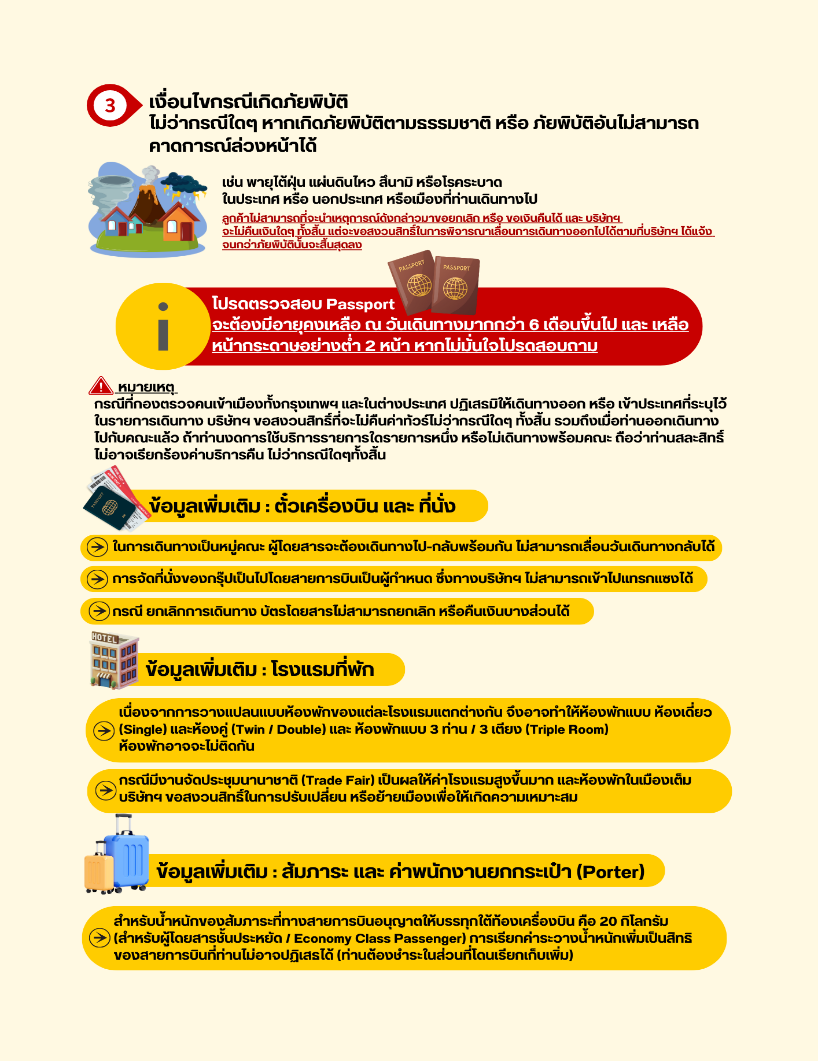 3
เงื่อนไขกรณีเกิดภัยพิบัติ
ไม่ว่ากรณีใดๆ หากเกิดภัยพิบัติตามธรรมชาติ หรือ ภัยพิบัติอันไม่สามารถ
คาดการณ์ล่วงหน้าได้
เช่น พายุไต้ฝุ่น แผ่นดินไหว สึนามิ หรือโรคระบาด
ในประเทศ หรือ นอกประเทศ หรือเมืองที่ท่านเดินทางไป
ลูกค้าไม่สามารถที่จะนำเหตุการณ์ดังกล่าวมาขอยกเลิก หรือ ขอเงินคืนได้ และ บริษัทฯ
จะไม่คืนเงินใดๆ ทั้งสิ้น แต่จะขอสงวนสิทธิ์ในการพิจารณาเลื่อนการเดินทางออกไปได้ตามที่บริษัทฯ ได้แจ้ง
จนกว่าภัยพิบัตินั้นจะสิ้นสุดลง
PASSPORT
PASSPORT
i
โปรดตรวจสอบ Passport
จะต้องมีอายุคงเหลือ ณ วันเดินทางมากกว่า 6 เดือนขึ้นไป และ เหลือ
หน้ากระดาษอย่างต่ำ 2 หน้า หากไม่มั่นใจโปรดสอบถาม
! หมายเหตุ
กรณีที่กองตรวจคนเข้าเมืองทั้งกรุงเทพฯ และในต่างประเทศ ปฏิเสธมิให้เดินทางออก หรือ เข้าประเทศที่ระบุไว้
ในรายการเดินทาง บริษัทฯ ขอสงวนสิทธิ์ที่จะไม่คืนค่าทัวร์ไม่ว่ากรณีใดๆ ทั้งสิ้น รวมถึงเมื่อท่านออกเดินทาง
ไปกับคณะแล้ว ถ้าท่านงดการใช้บริการรายการใดรายการหนึ่ง หรือไม่เดินทางพร้อมคณะ ถือว่าท่านสละสิทธิ์
ไม่อาจเรียกร้องค่าบริการคืน ไม่ว่ากรณีใดๆทั้งสิ้น
ข้อมูลเพิ่มเติม : ตั๋วเครื่องบิน และ ที่นั่ง
ในการเดินทางเป็นหมู่คณะ ผู้โดยสารจะต้องเดินทางไป-กลับพร้อมกัน ไม่สามารถเลื่อนวันเดินทางกลับได้
การจัดที่นั่งของกรุ๊ปเป็นไปโดยสายการบินเป็นผู้กำหนด ซึ่งทางบริษัทฯ ไม่สามารถเข้าไปแทรกแซงได้
กรณี ยกเลิกการเดินทาง บัตรโดยสารไม่สามารถยกเลิก หรือคืนเงินบางส่วนได้
HOTEL
ข้อมูลเพิ่มเติม : โรงแรมที่พัก
เนื่องจากการวางแปลนแบบห้องพักของแต่ละโรงแรมแตกต่างกัน จึงอาจทำให้ห้องพักแบบ ห้องเดี่ยว
(Single) และห้องคู่ (Twin / Double) และ ห้องพักแบบ 3 ท่าน / 3 เตียง (Triple Room)
ห้องพักอาจจะไม่ติดกัน
กรณีมีงานจัดประชุมนานาชาติ (Trade Fair) เป็นผลให้ค่าโรงแรมสูงขึ้นมาก และห้องพักในเมืองเต็ม
บริษัทฯ ขอสงวนสิทธิ์ในการปรับเปลี่ยน หรือย้ายเมืองเพื่อให้เกิดความเหมาะสม
ข้อมูลเพิ่มเติม : สัมภาระ และ ค่าพนักงานยกกระเป๋า (Porter)
สำหรับน้ำหนักของสัมภาระที่ทางสายการบินอนุญาตให้บรรทุกใต้ท้องเครื่องบิน คือ 20 กิโลกรัม
(สำหรับผู้โดยสารชั้นประหยัด / Economy Class Passenger) การเรียกค่าระวางน้ำหนักเพิ่มเป็นสิทธิ
ของสายการบินที่ท่านไม่อาจปฏิเสธได้ (ท่านต้องชำระในส่วนที่โดนเรียกเก็บเพิ่ม)